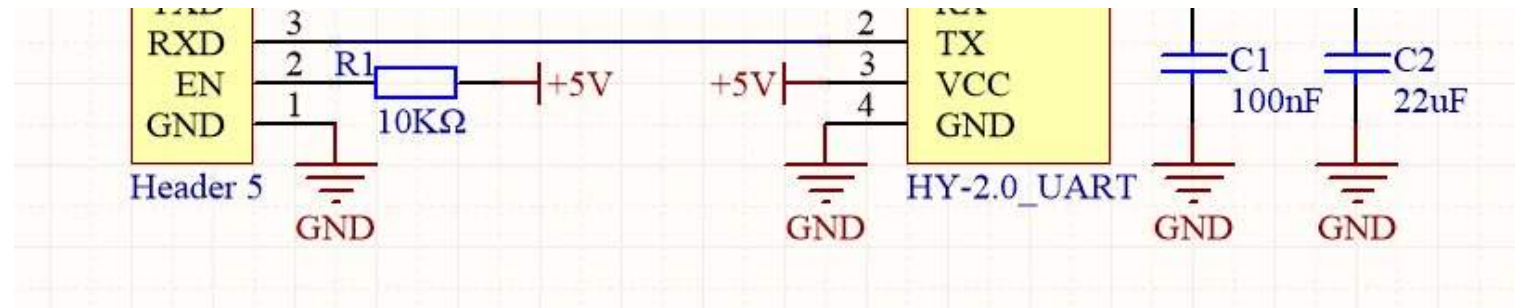 3
RXD
2
TX
R1
2
EN
+5V
+5V
3
VCC
C1
C2
10KΩ
1
GND
4
GND
100nF
22uF
Header 5
HY-2.0_UART
GND
GND
GND
GND